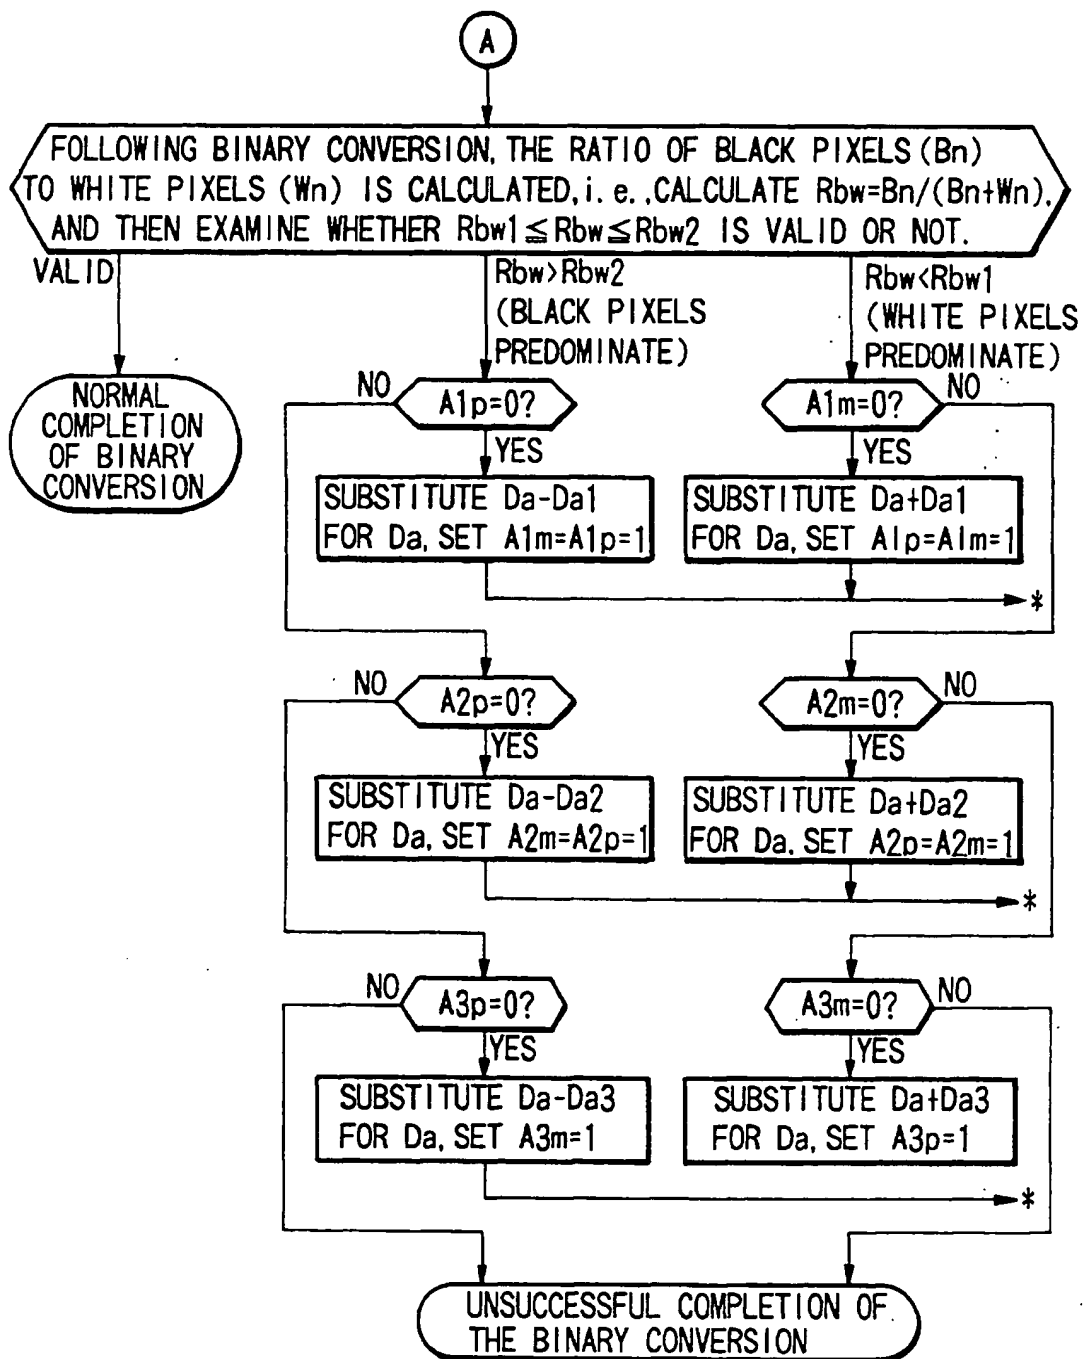 A
FOLLOWING BINARY CONVERSION, THE RATIO OF BLACK PIXELS (Bn)
TO WHITE PIXELS (Wn) IS CALCULATED, i.e., CALCULATE Rbw=Bn/(Bn+Wn),
AND THEN EXAMINE WHETHER Rbw1≦Rbw≦Rbw2 IS VALID OR NOT.
VALID
Rbw>Rbw2
(BLACK PIXELS
PREDOMINATE)
Rbw<Rbw1
(WHITE PIXELS
PREDOMINATE)
NORMAL
COMPLETION
OF BINARY
CONVERSION
NO
A1p=0?
YES
A1m=0?
NO
YES
SUBSTITUTE Da-Da1
FOR Da, SET A1m=A1p=1
SUBSTITUTE Da+Da1
FOR Da, SET A1p=A1m=1
*
NO
A2p=0?
YES
A2m=0?
NO
YES
SUBSTITUTE Da-Da2
FOR Da, SET A2m=A2p=1
SUBSTITUTE Da+Da2
FOR Da, SET A2p=A2m=1
*
NO
A3p=0?
YES
A3m=0?
NO
YES
SUBSTITUTE Da-Da3
FOR Da, SET A3m=1
SUBSTITUTE Da+Da3
FOR Da, SET A3p=1
*
UNSUCCESSFUL COMPLETION OF
THE BINARY CONVERSION